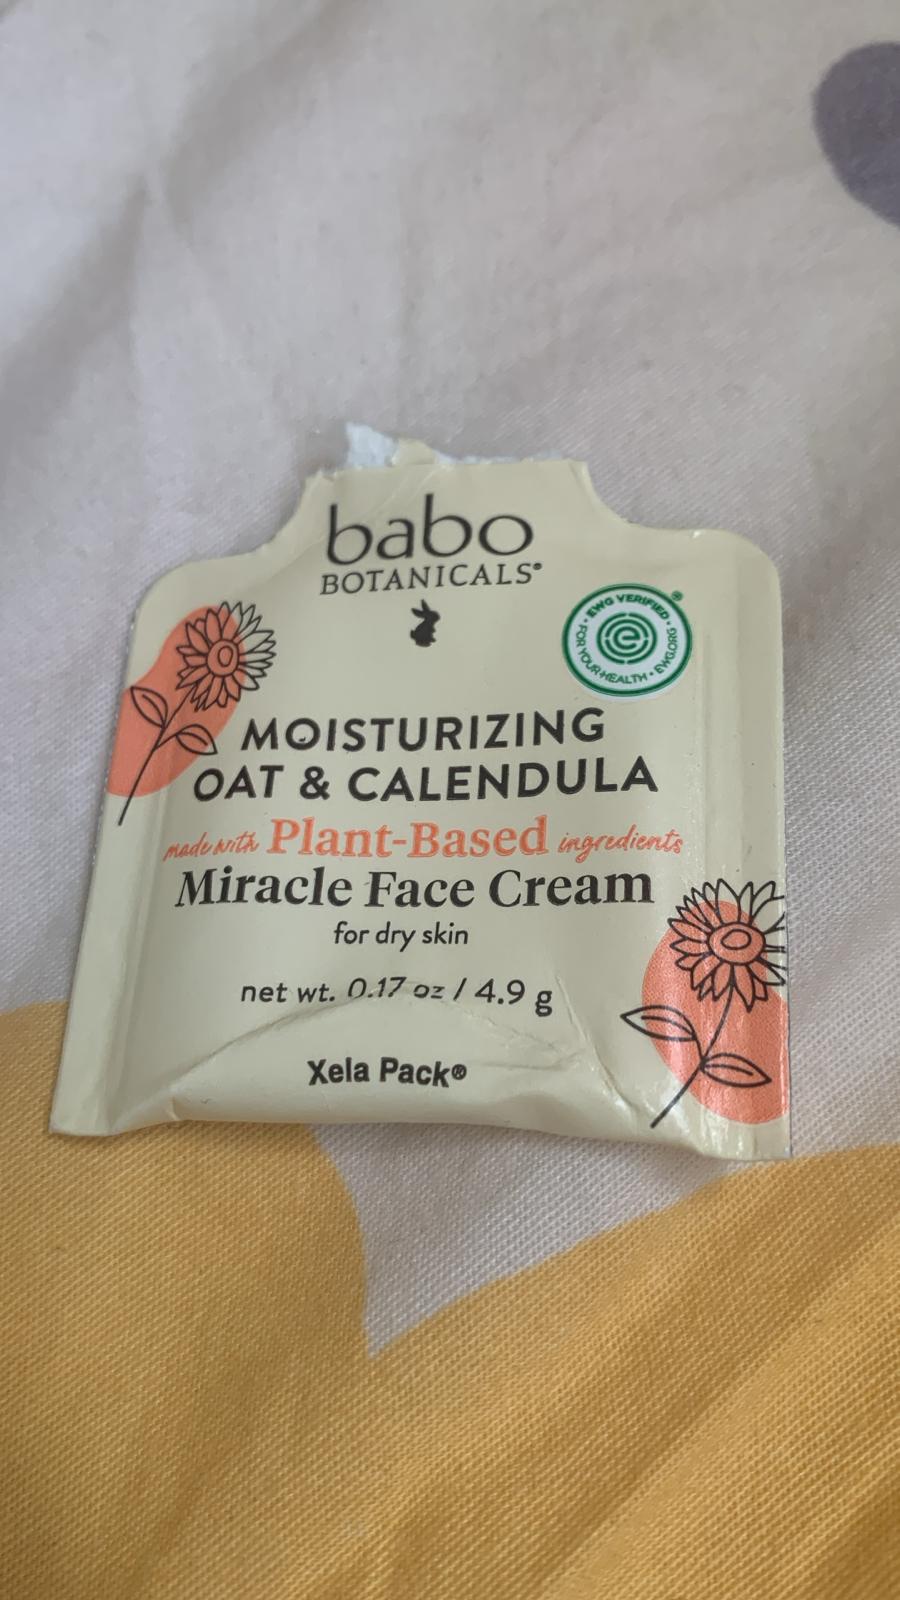 babo
BOTANICALS®
EWG VERIFIED ®
• FOR YOUR HEALTH • EWG.ORG
MOISTURIZING
OAT & CALENDULA
made with Plant-Based ingredients
Miracle Face Cream
for dry skin
net wt. 0.17 oz / 4.9 g
Xela Pack®